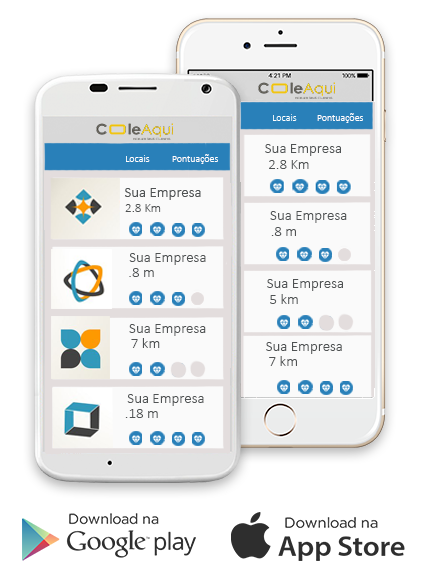 ColeAqui
Locais Pontuações
Sua Empresa
2.8 Km
Sua Empresa
.8 m
Sua Empresa
7 km
Sua Empresa
.18 m
4:21 PM 100%
ColeAqui
Locais Pontuações
Sua Empresa
2.8 Km
Sua Empresa
.8 m
Sua Empresa
5 km
Sua Empresa
7 km
Download na
Google™ play
Download na
App Store